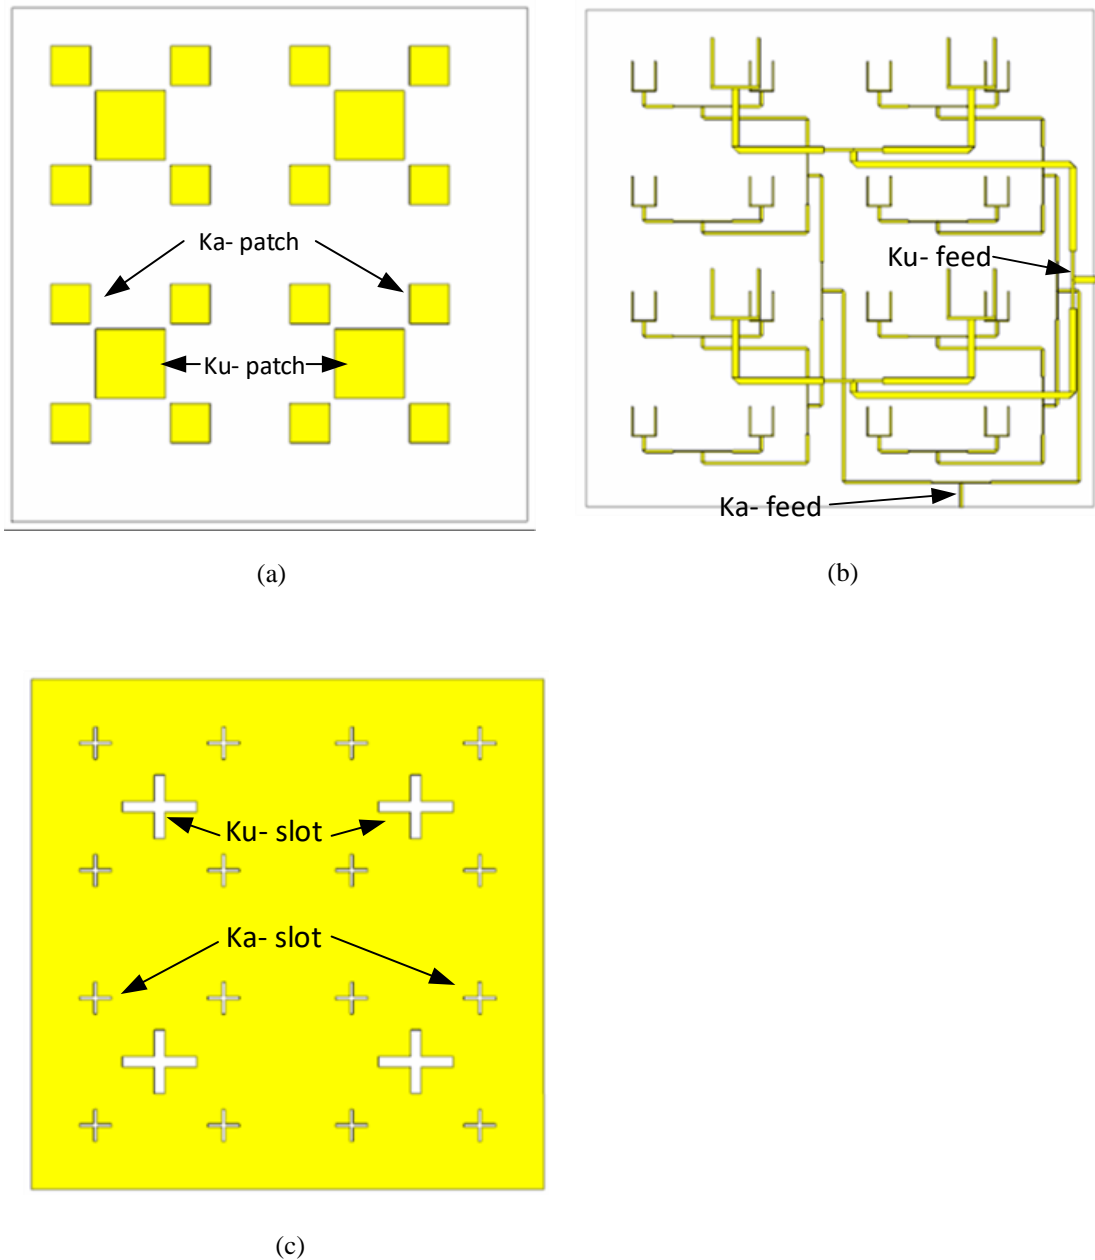 Ka- patch
Ku- patch
(a)
Ku- feed
Ka- feed
(b)
Ku- slot
Ka- slot
(c)